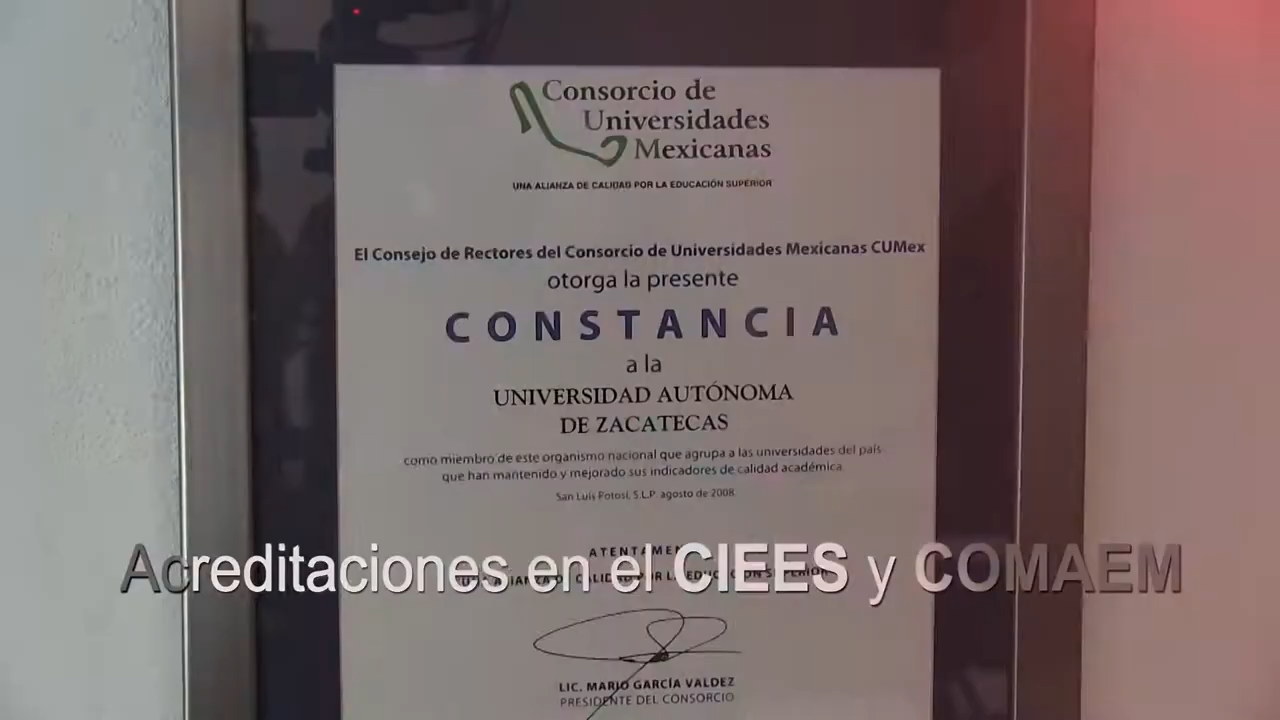 Consorcio de
Universidades
Mexicanas
UNA ALIANZA DE CALIDAD POR LA EDUCACIÓN SUPERIOR
El Consejo de Rectores del Consorcio de Universidades Mexicanas CUMex
otorga la presente
CONSTANCIA
a la
UNIVERSIDAD AUTÓNOMA
DE ZACATECAS
como miembro de este organismo nacional que agrupa a las universidades del país
que han mantenido y mejorado sus indicadores de calidad académica.
San Luis Potosí, S.L.P. agosto de 2008.
Acreditaciones en el CIEES y COMAEM
LIC. MARIO GARCÍA VALDEZ
PRESIDENTE DEL CONSORCIO